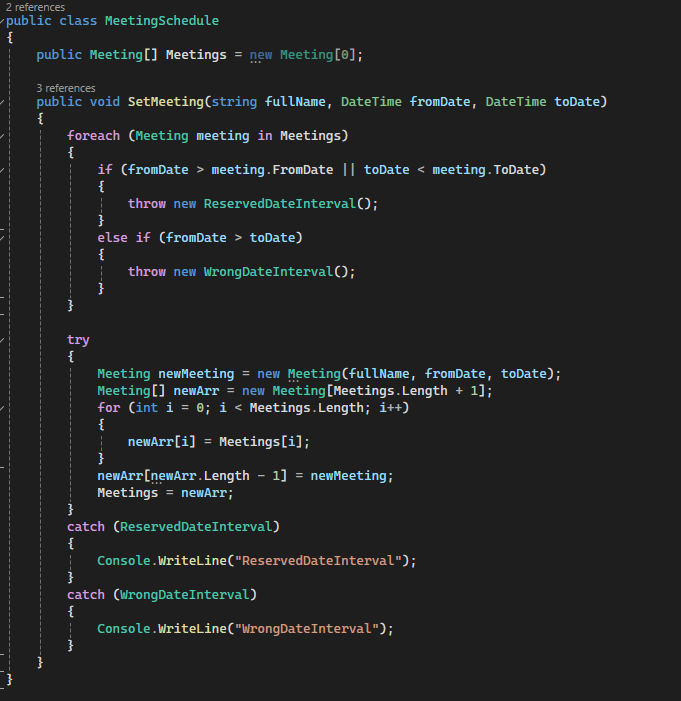 2 references
public class MeetingSchedule
{
    public Meeting[] Meetings = new Meeting[0];

    3 references
    public void SetMeeting(string fullName, DateTime fromDate, DateTime toDate)
    {
        foreach (Meeting meeting in Meetings)
        {
            if (fromDate > meeting.FromDate || toDate < meeting.ToDate)
            {
                throw new ReservedDateInterval();
            }
            else if (fromDate > toDate)
            {
                throw new WrongDateInterval();
            }
        }

        try
        {
            Meeting newMeeting = new Meeting(fullName, fromDate, toDate);
            Meeting[] newArr = new Meeting[Meetings.Length + 1];
            for (int i = 0; i < Meetings.Length; i++)
            {
                newArr[i] = Meetings[i];
            }
            newArr[newArr.Length - 1] = newMeeting;
            Meetings = newArr;
        }
        catch (ReservedDateInterval)
        {
            Console.WriteLine("ReservedDateInterval");
        }
        catch (WrongDateInterval)
        {
            Console.WriteLine("WrongDateInterval");
        }
    }
}